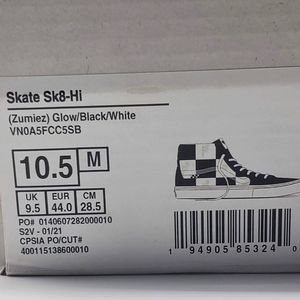 Skate Sk8-Hi
(Zumiez) Glow/Black/White
VN0A5FCC5SB
10.5 M
UK EUR CM
9.5 44.0 28.5
PO# 0140607282000010
S2V - 01/21
CPSIA PO/CUT#
400115138600010
1 94905 85324 0